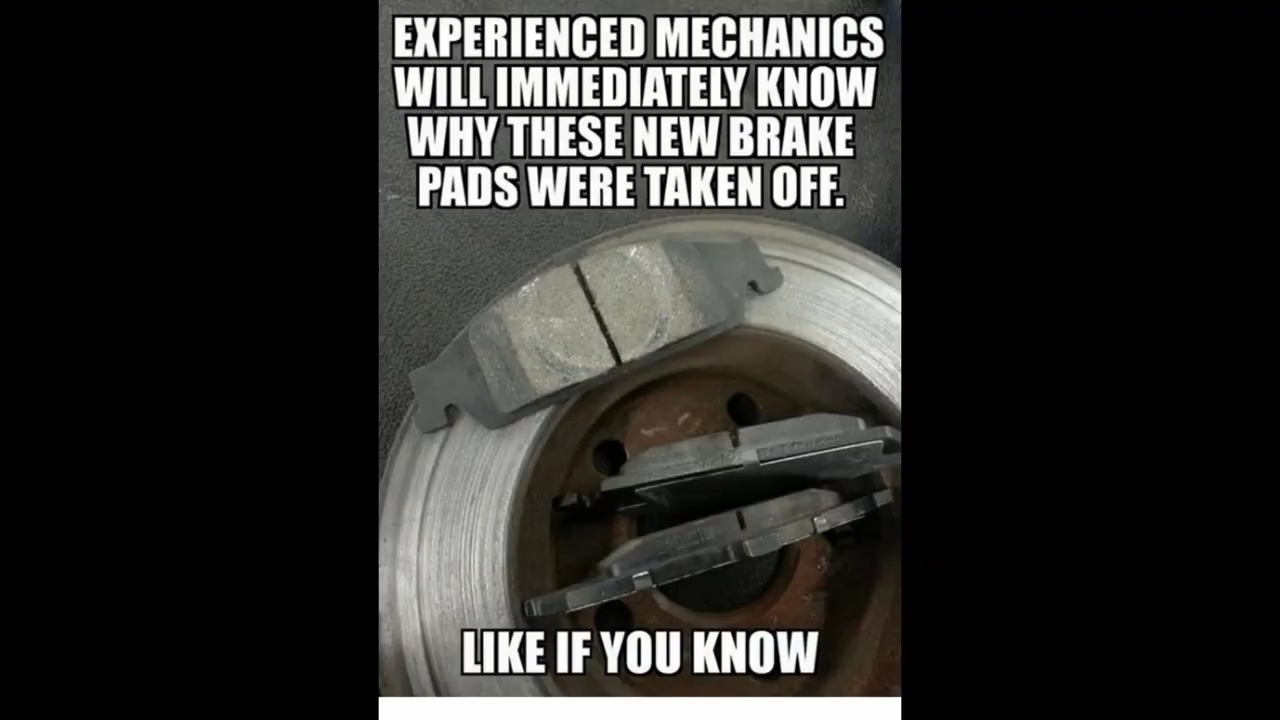 EXPERIENCED MECHANICS
WILL IMMEDIATELY KNOW
WHY THESE NEW BRAKE
PADS WERE TAKEN OFF.
LIKE IF YOU KNOW